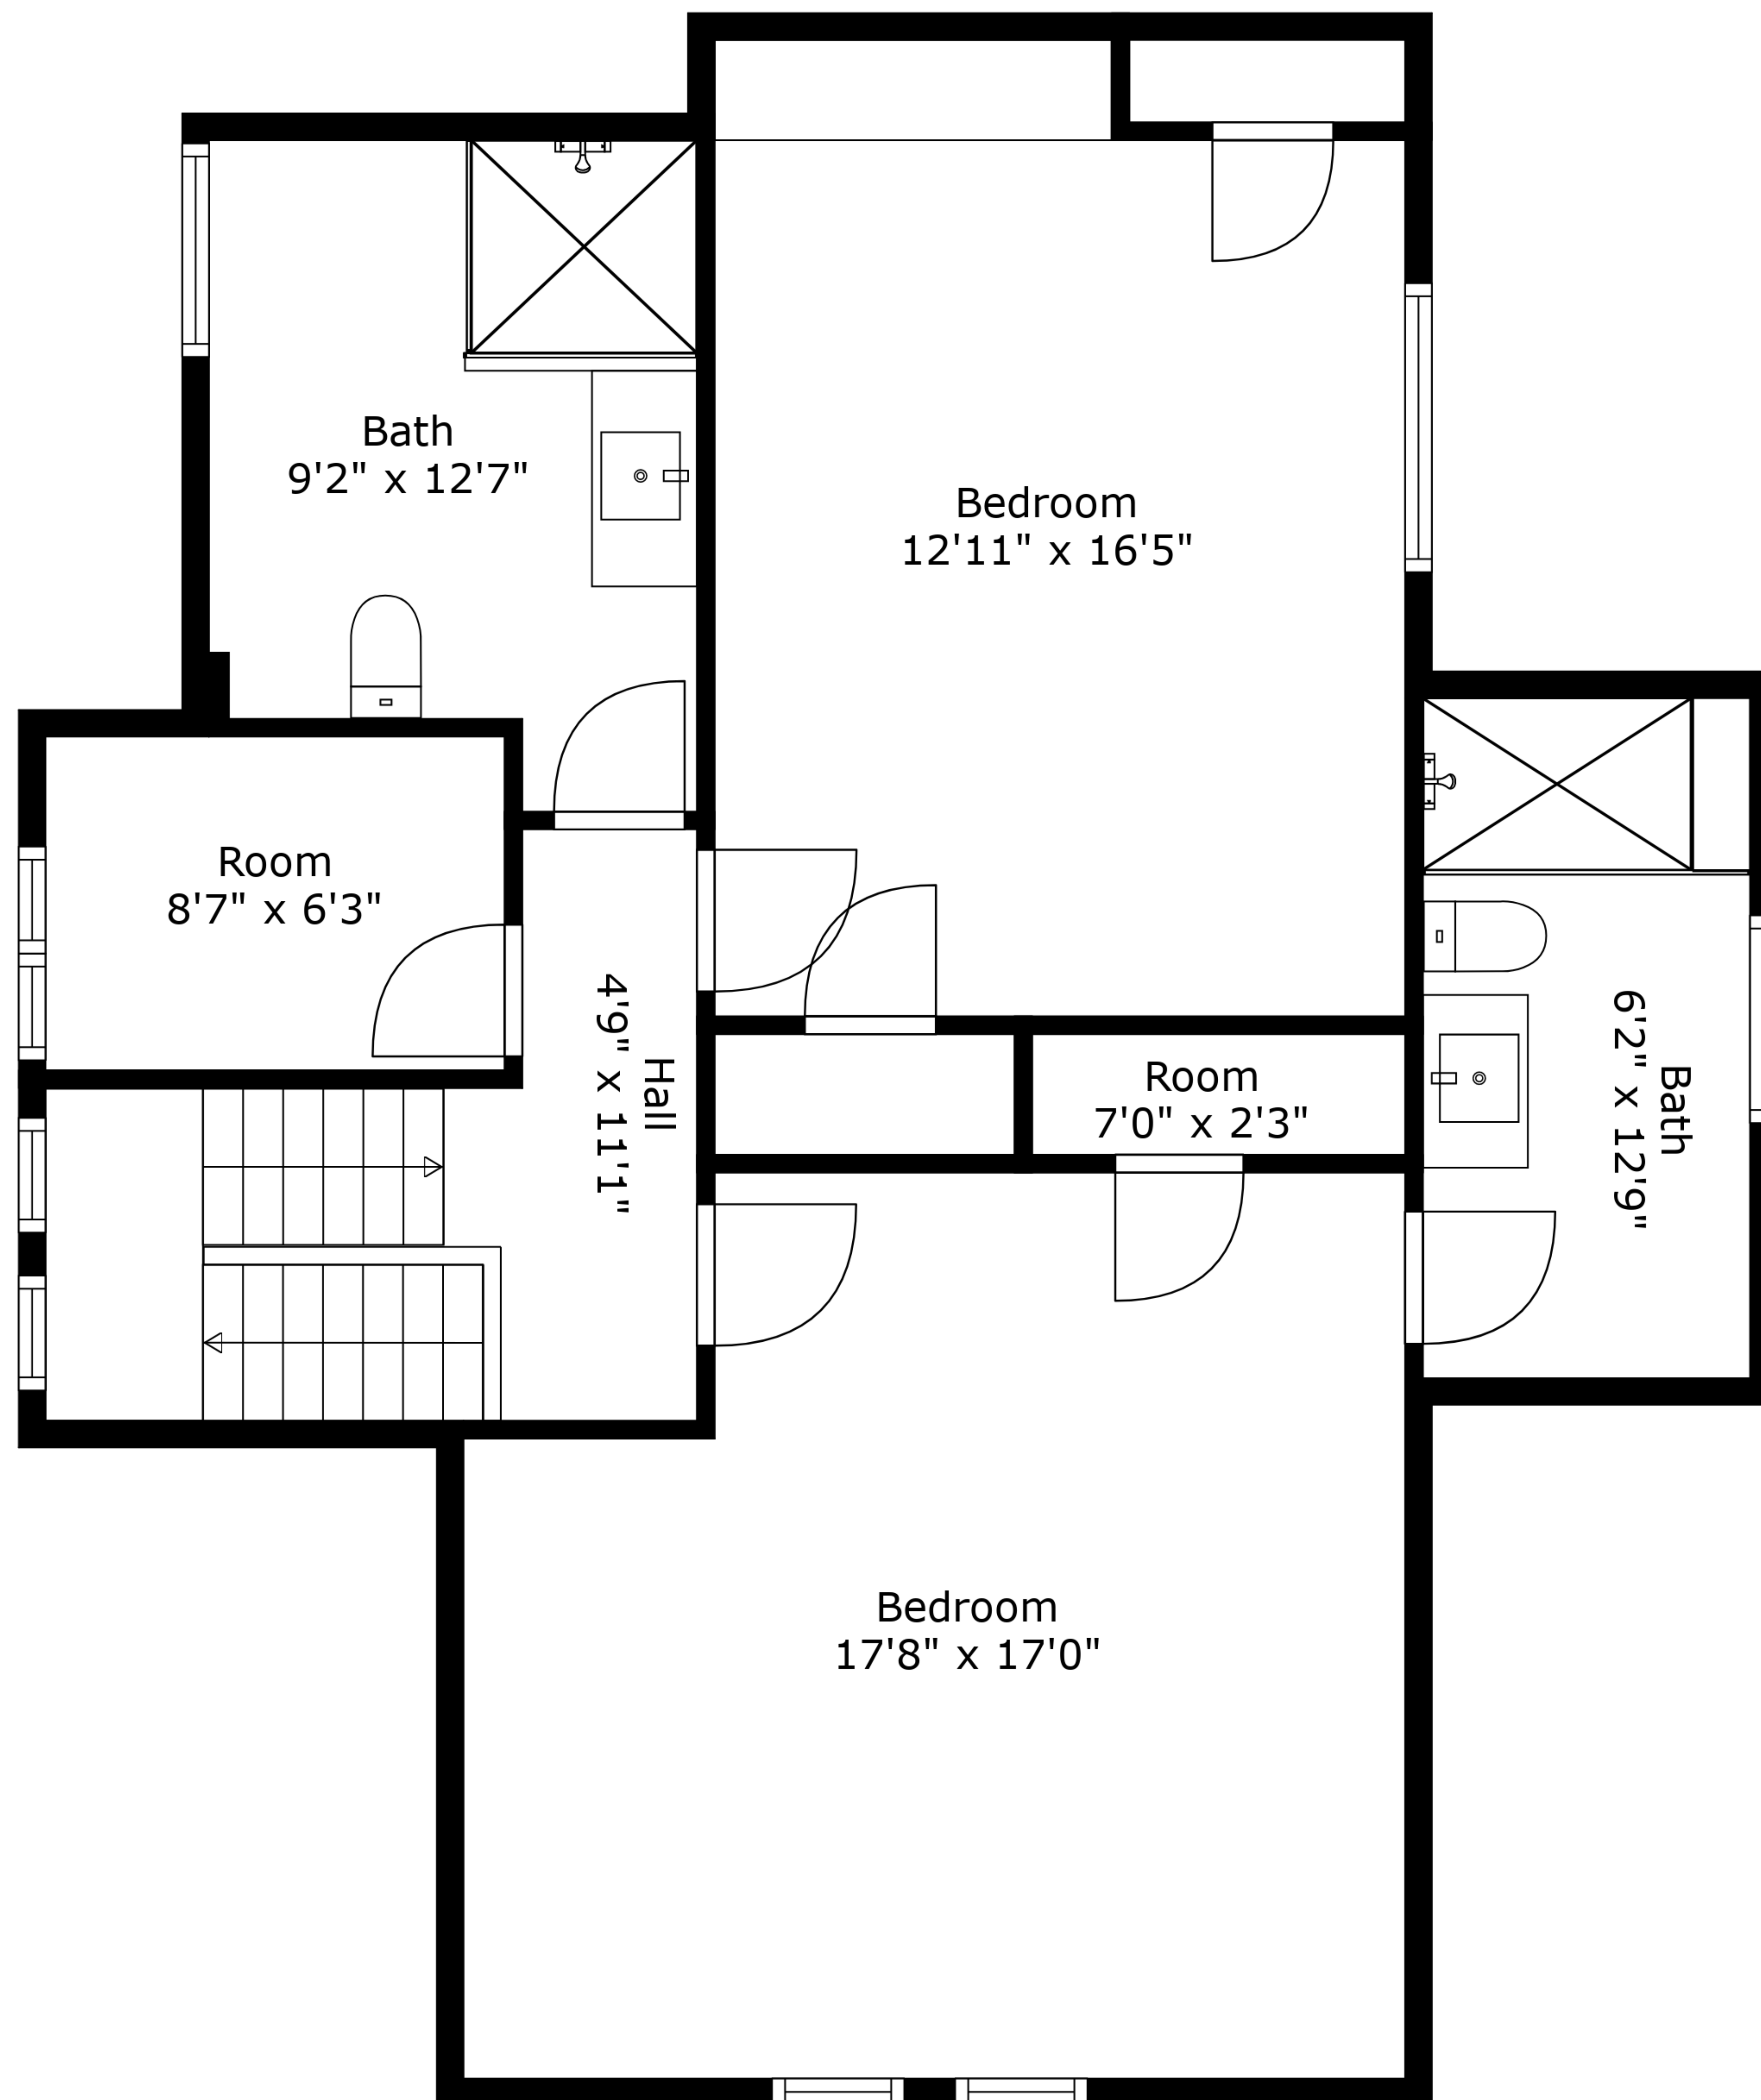 Bath
9'2" x 12'7"
Bedroom
12'11" x 16'5"
Room
8'7" x 6'3"
Hall
4'9" x 11'1"
Room
7'0" x 2'3"
Bath
6'2" x 12'9"
Bedroom
17'8" x 17'0"